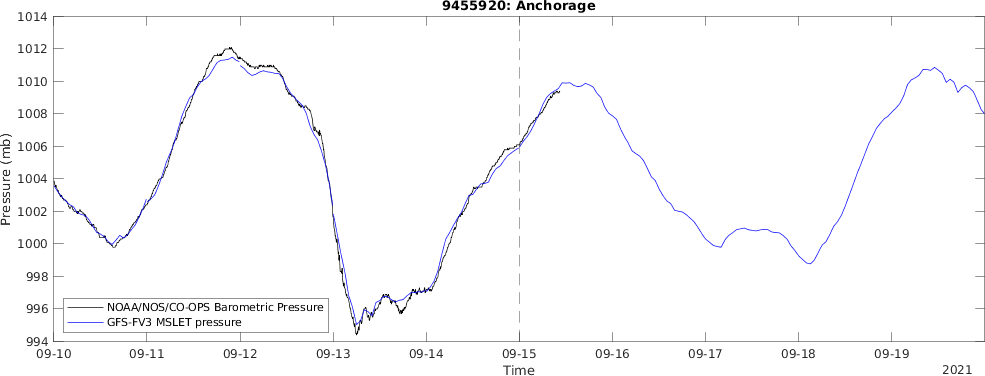 9455920: Anchorage
Pressure (mb)
1014
1012
1010
1008
1006
1004
1002
1000
998
996
994
NOAA/NOS/CO-OPS Barometric Pressure
GFS-FV3 MSLET pressure
09-10 09-11 09-12 09-13 09-14 09-15 09-16 09-17 09-18 09-19
Time
2021